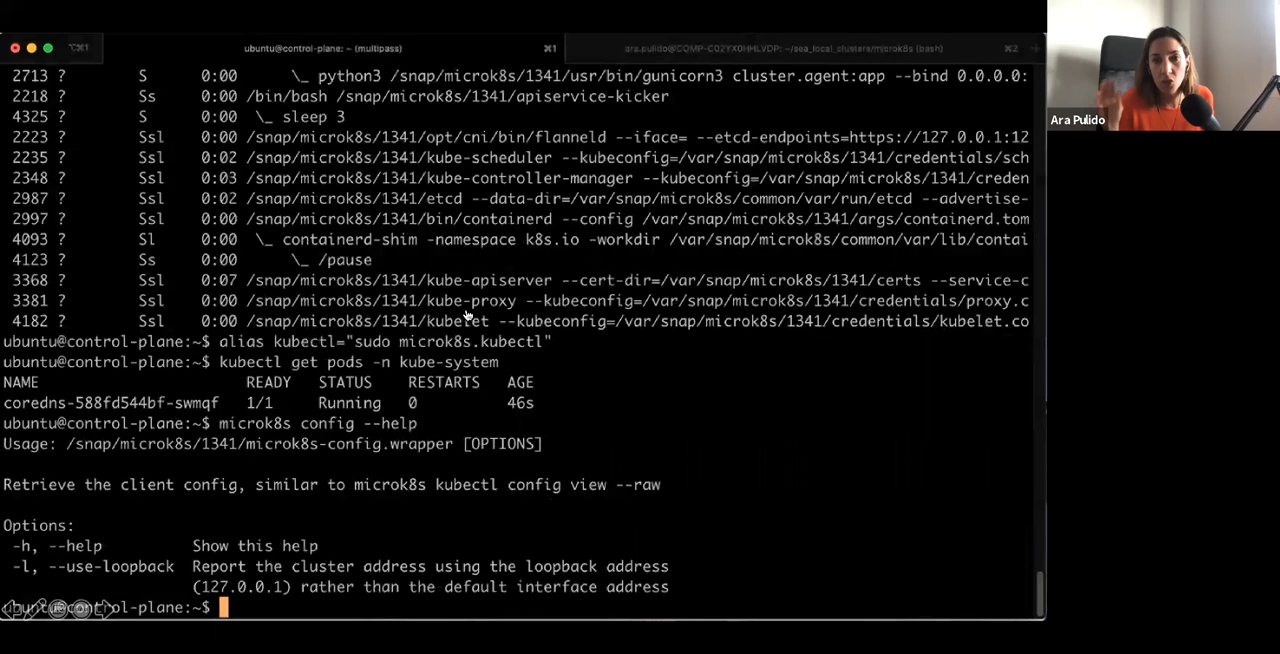 ubuntu@control-plane: ~ (multipass)
⌘1
ara.pulido@COMP-C02YX0HMLVDP: ~/sea_local_clusters/microk8s (bash)
⌘2
2713 ?        S      0:00      \_ python3 /snap/microk8s/1341/usr/bin/gunicorn3 cluster.agent:app --bind 0.0.0.0:
2218 ?        Ss     0:00 /bin/bash /snap/microk8s/1341/apiservice-kicker
4325 ?        S      0:00  \_ sleep 3
2223 ?        Ssl    0:00 /snap/microk8s/1341/opt/cni/bin/flanneld --iface= --etcd-endpoints=https://127.0.0.1:12
2235 ?        Ssl    0:02 /snap/microk8s/1341/kube-scheduler --kubeconfig=/var/snap/microk8s/1341/credentials/sch
2348 ?        Ssl    0:03 /snap/microk8s/1341/kube-controller-manager --kubeconfig=/var/snap/microk8s/1341/creden
2987 ?        Ssl    0:02 /snap/microk8s/1341/etcd --data-dir=/var/snap/microk8s/common/var/run/etcd --advertise-
2997 ?        Ssl    0:00 /snap/microk8s/1341/bin/containerd --config /var/snap/microk8s/1341/args/containerd.tom
4093 ?        Sl     0:00  \_ containerd-shim -namespace k8s.io -workdir /var/snap/microk8s/common/var/lib/contai
4123 ?        Ss     0:00      \_ /pause
3368 ?        Ssl    0:07 /snap/microk8s/1341/kube-apiserver --cert-dir=/var/snap/microk8s/1341/certs --service-c
3381 ?        Ssl    0:00 /snap/microk8s/1341/kube-proxy --kubeconfig=/var/snap/microk8s/1341/credentials/proxy.c
4182 ?        Ssl    0:00 /snap/microk8s/1341/kubelet --kubeconfig=/var/snap/microk8s/1341/credentials/kubelet.co
ubuntu@control-plane:~$ alias kubectl="sudo microk8s.kubectl"
ubuntu@control-plane:~$ kubectl get pods -n kube-system
NAME                       READY   STATUS    RESTARTS   AGE
coredns-588fd544bf-swmqf   1/1     Running   0          46s
ubuntu@control-plane:~$ microk8s config --help
Usage: /snap/microk8s/1341/microk8s-config.wrapper [OPTIONS]
Retrieve the client config, similar to microk8s kubectl config view --raw
Options:
-h, --help          Show this help
-l, --use-loopback  Report the cluster address using the loopback address
(127.0.0.1) rather than the default interface address
ubuntu@control-plane:~$
Ara Pulido